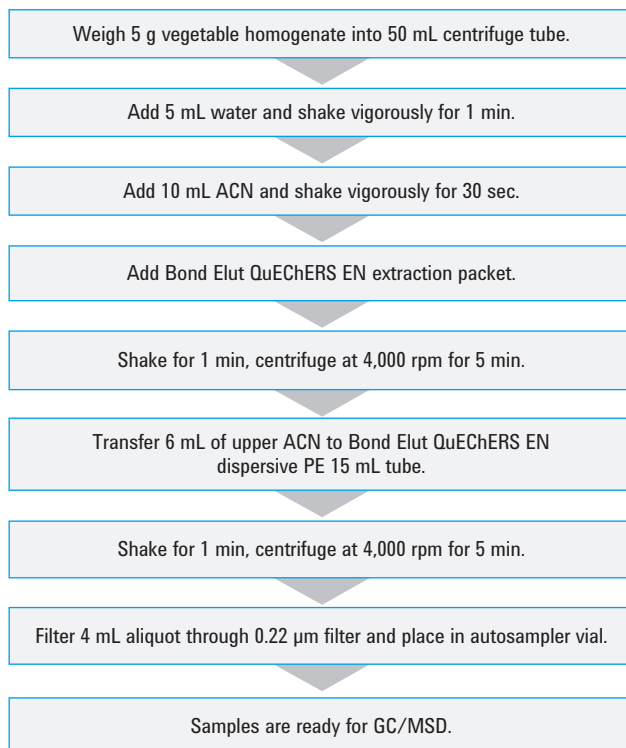 Weigh 5 g vegetable homogenate into 50 mL centrifuge tube.
Add 5 mL water and shake vigorously for 1 min.
Add 10 mL ACN and shake vigorously for 30 sec.
Add Bond Elut QuEChERS EN extraction packet.
Shake for 1 min, centrifuge at 4,000 rpm for 5 min.
Transfer 6 mL of upper ACN to Bond Elut QuEChERS EN
dispersive PE 15 mL tube.
Shake for 1 min, centrifuge at 4,000 rpm for 5 min.
Filter 4 mL aliquot through 0.22 µm filter and place in autosampler vial.
Samples are ready for GC/MSD.